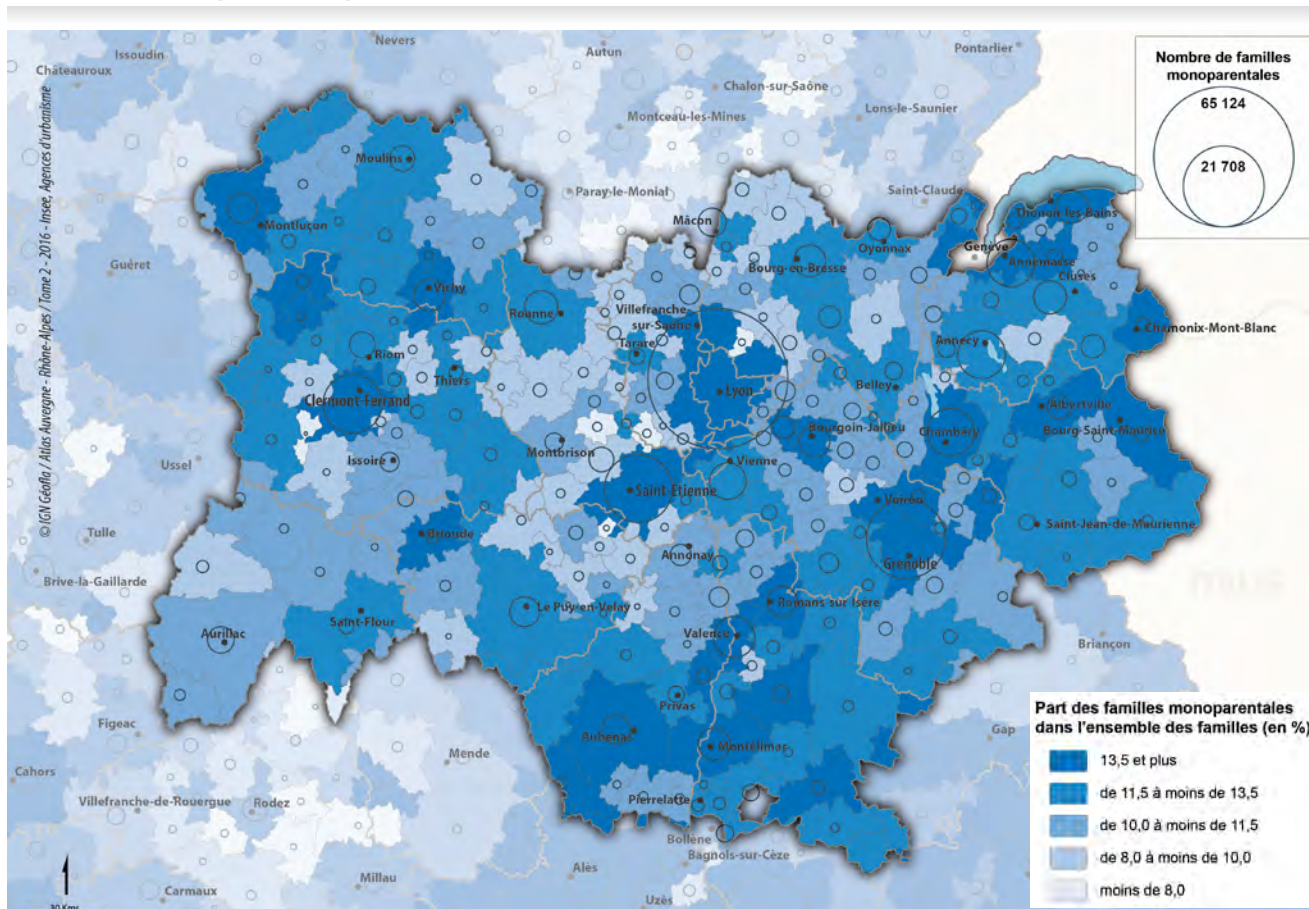 Nevers
Issoudin
Autun
Pontarlier
Châteauroux
Chalon-sur-Saône
Lons-le-Saunier
Montceau-les-Mines
Moulins
Paray-le-Monial
Saint-Claude
Mâcon
Thonon-les-Bains
Montluçon
Oyonnax
Genève
Annemasse
Guéret
Bourg-en-Bresse
Cluses
Vichy
Roanne
Villefranche-
sur-Saône
Chamonix-Mont-Blanc
Tarare
Annecy
Riom
Thiers
Belley
Lyon
Clermont-Ferrand
Albertville
Bourgoin-Jallieu
Bourg-Saint-Maurice
Chambéry
Montbrison
Ussel
Issoire
Vienne
Saint-Etienne
Voiron
Tulle
Saint-Jean-de-Maurienne
Brioude
Annonay
Grenoble
Brive-la-Gaillarde
Le Puy-en-Velay
Romans sur Isère
Saint-Flour
Aurillac
Valence
Briançon
Privas
Figeac
Aubenas
Gap
Mende
Montélimar
Cahors
Villefranche-de-Rouergue
Rodez
Pierrelatte
Bollène
Bagnols-sur-Cèze
Alès
Millau
Carmaux
Uzès
30 Kms
© IGN Géofla / Atlas Auvergne - Rhône-Alpes / Tome 2 - 2016 - Insee, Agences d'urbanisme
Nombre de familles
monoparentales
65 124
21 708
Part des familles monoparentales
dans l'ensemble des familles (en %)
13,5 et plus
de 11,5 à moins de 13,5
de 10,0 à moins de 11,5
de 8,0 à moins de 10,0
moins de 8,0